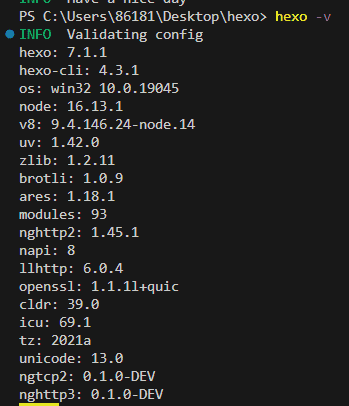 INFO  Have a nice day
PS C:\Users\86181\Desktop\hexo> hexo -v
INFO  Validating config
hexo: 7.1.1
hexo-cli: 4.3.1
os: win32 10.0.19045
node: 16.13.1
v8: 9.4.146.24-node.14
uv: 1.42.0
zlib: 1.2.11
brotli: 1.0.9
ares: 1.18.1
modules: 93
nghttp2: 1.45.1
napi: 8
llhttp: 6.0.4
openssl: 1.1.1l+quic
cldr: 39.0
icu: 69.1
tz: 2021a
unicode: 13.0
ngtcp2: 0.1.0-DEV
nghttp3: 0.1.0-DEV